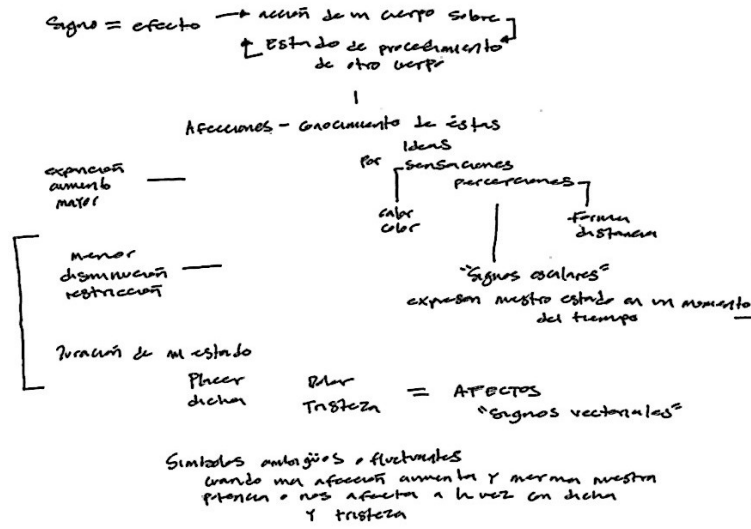 Signo = efecto → acción de un cuerpo sobre
Estado de procedimiento
de otro cuerpo
Afecciones - conocimiento de éstas
Ideas
por sensaciones
percepciones
expanción
aumento
mayor
calor
color
forma
distancia
menor
disminución
restricción
"Signos escalares"
expresan nuestro estado en un momento
del tiempo
Duración de un estado
Placer Dolor = AFECTOS
dicha Tristeza "Signos vectoriales"
Simbolos ambigüos o fluctuantes
cuando una afección aumenta y merma nuestra
potencia o nos afecta a la vez con dicha
y tristeza